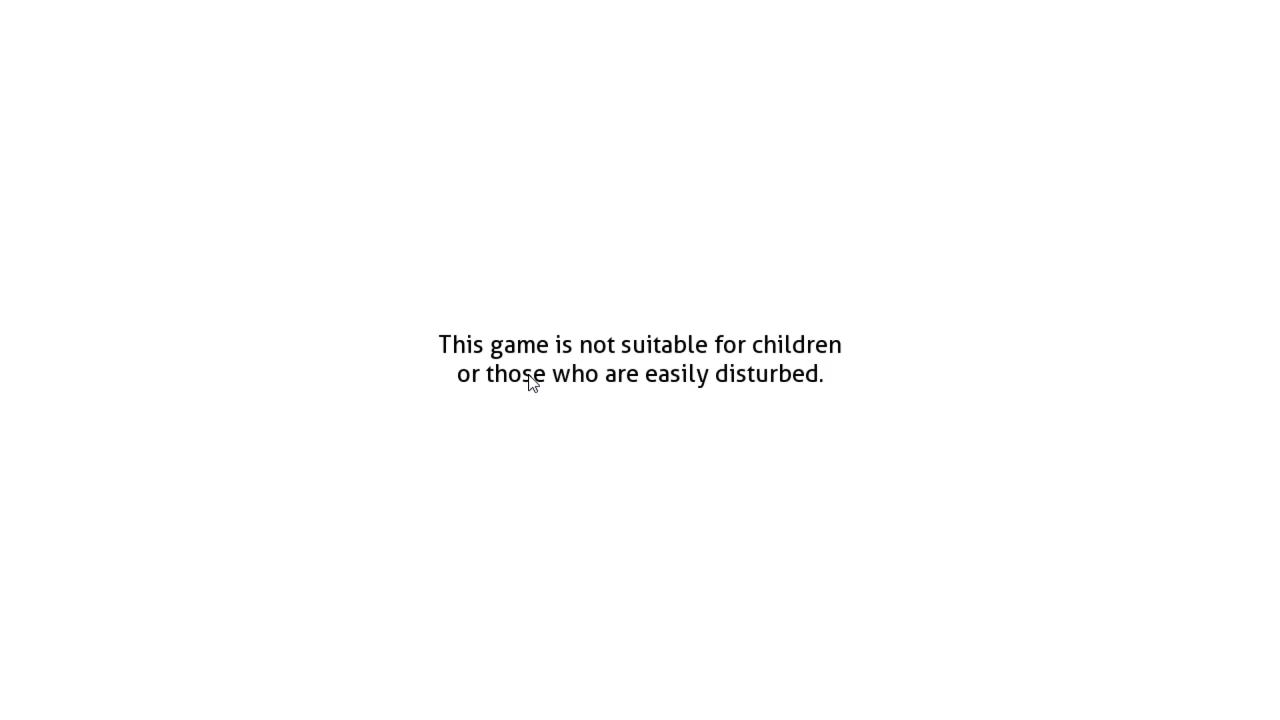 This game is not suitable for children
or those who are easily disturbed.